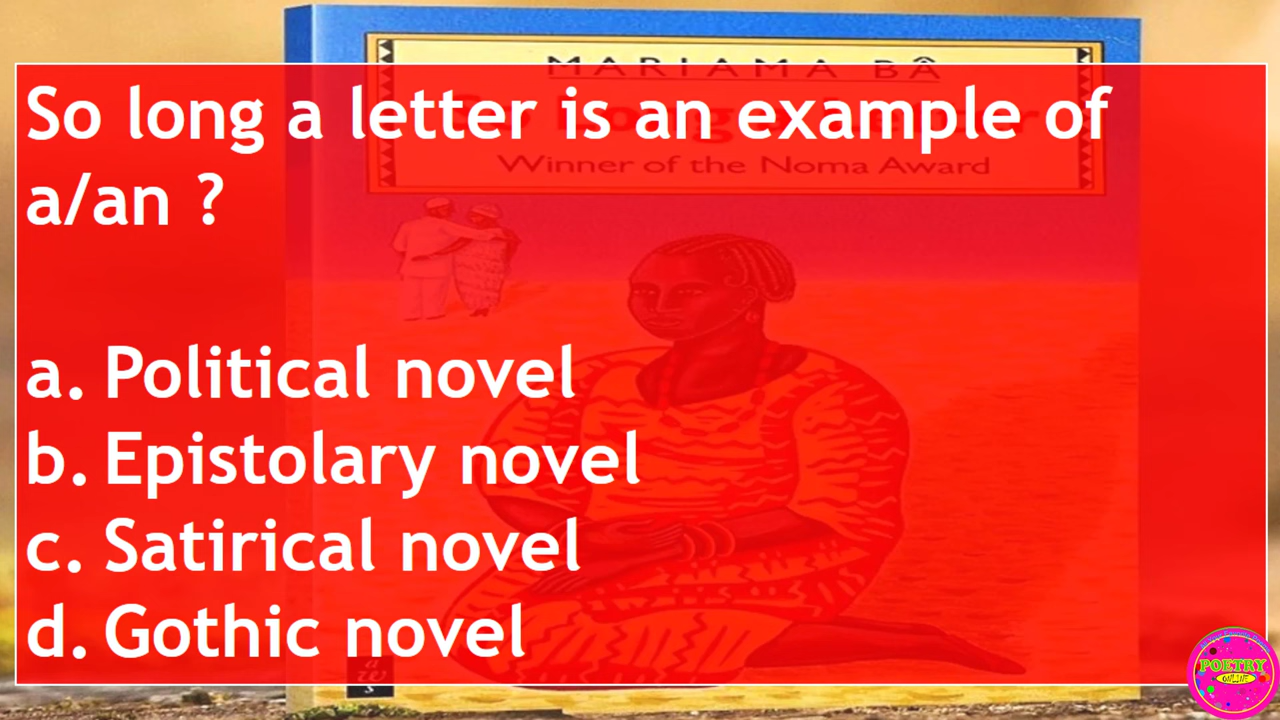 MARIAMA BÂ
So long a letter is an example of
Winner of the Noma Award
a/an ?
a. Political novel
b. Epistolary novel
c. Satirical novel
d. Gothic novel
a
w
s
POETRY
ONLINE